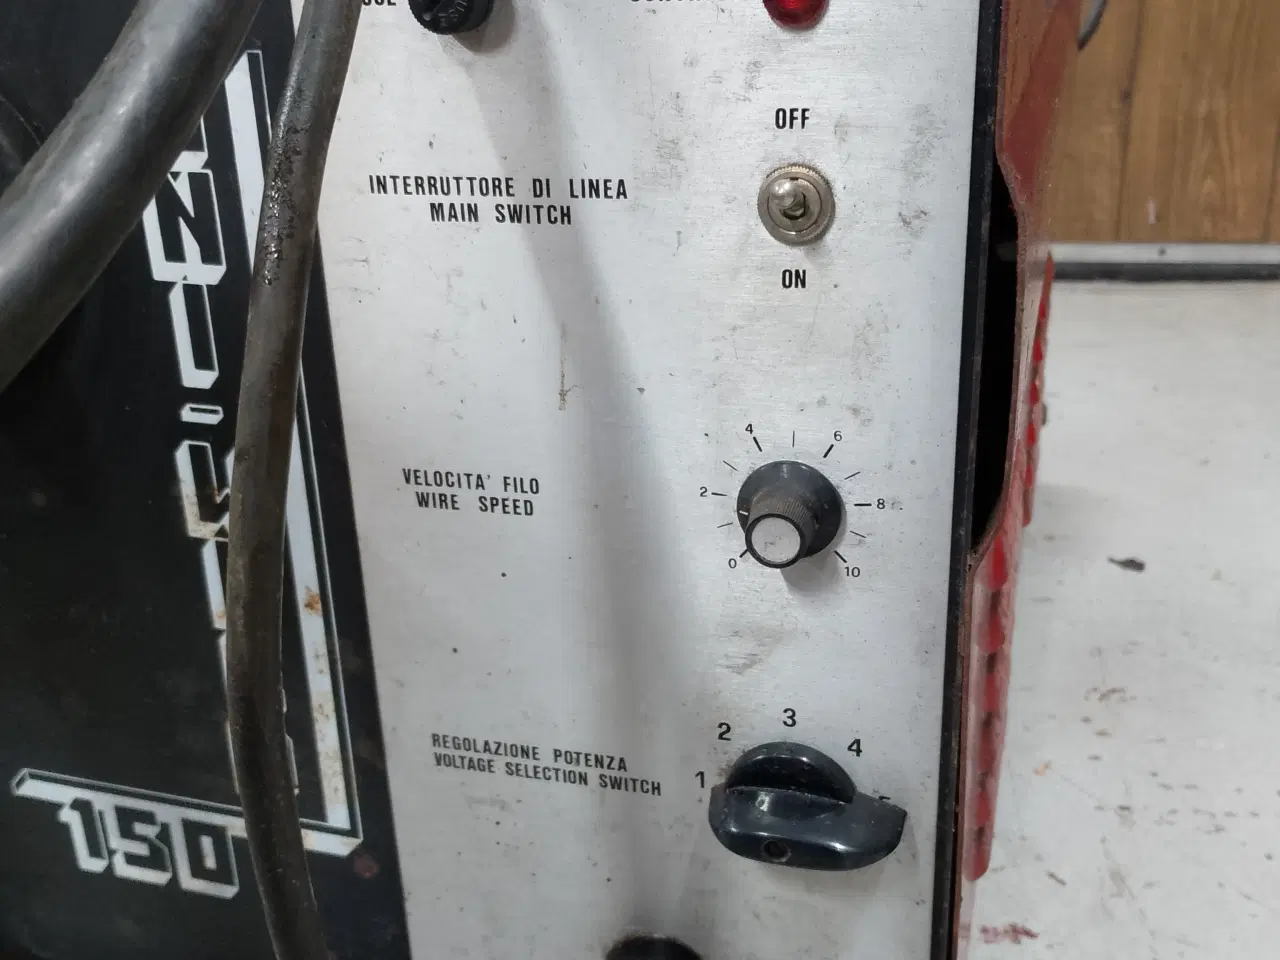 OFF
INTERRUTTORE DI LINEA
MAIN SWITCH
ON
VELOCITA' FILO
WIRE SPEED
0
2
4
6
8
10
REGOLAZIONE POTENZA
VOLTAGE SELECTION SWITCH
1
2
3
4
150